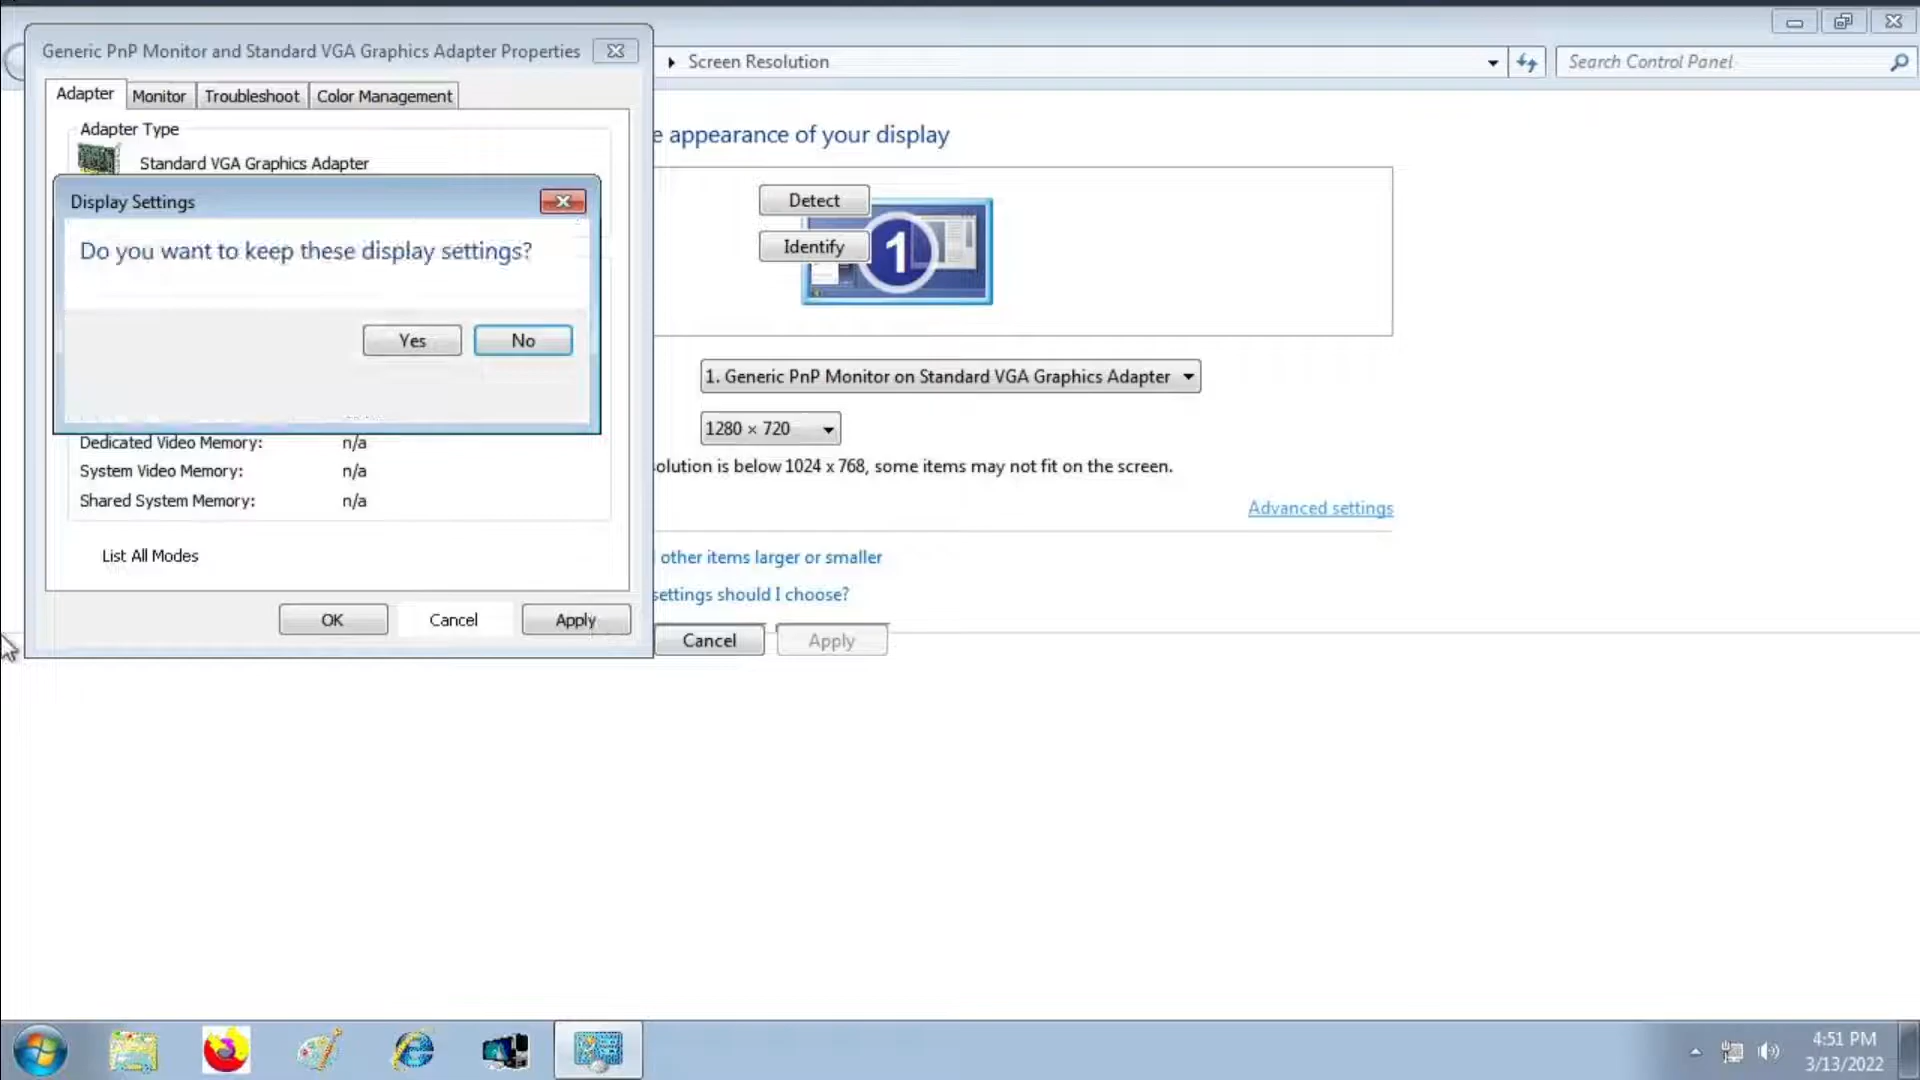 Generic PnP Monitor and Standard VGA Graphics Adapter Properties
Screen Resolution
Search Control Panel
Adapter
Monitor
Troubleshoot
Color Management
Adapter Type
Standard VGA Graphics Adapter
e appearance of your display
Display Settings
Do you want to keep these display settings?
Yes
No
Detect
Identify
1
1. Generic PnP Monitor on Standard VGA Graphics Adapter
1280 × 720
Dedicated Video Memory: n/a
System Video Memory: n/a
Shared System Memory: n/a
olution is below 1024 x 768, some items may not fit on the screen.
Advanced settings
List All Modes
other items larger or smaller
settings should I choose?
OK
Cancel
Apply
Cancel
Apply
4:51 PM
3/13/2022